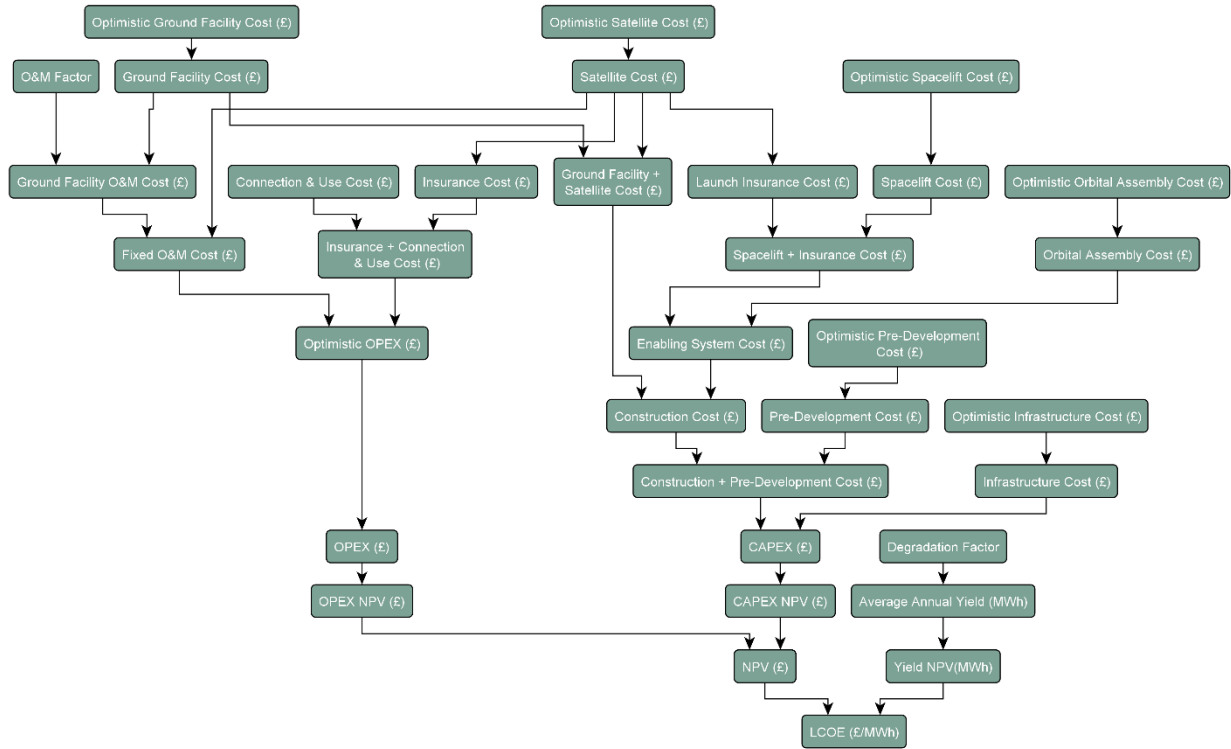 Optimistic Ground Facility Cost (£)
Optimistic Satellite Cost (£)
O&M Factor
Ground Facility Cost (£)
Satellite Cost (£)
Optimistic Spacelift Cost (£)
Ground Facility O&M Cost (£)
Connection & Use Cost (£)
Insurance Cost (£)
Ground Facility +
Satellite Cost (£)
Launch Insurance Cost (£)
Spacelift Cost (£)
Optimistic Orbital Assembly Cost (£)
Fixed O&M Cost (£)
Insurance + Connection
& Use Cost (£)
Spacelift + Insurance Cost (£)
Orbital Assembly Cost (£)
Optimistic OPEX (£)
Enabling System Cost (£)
Optimistic Pre-Development
Cost (£)
Construction Cost (£)
Pre-Development Cost (£)
Optimistic Infrastructure Cost (£)
Construction + Pre-Development Cost (£)
Infrastructure Cost (£)
OPEX (£)
CAPEX (£)
Degradation Factor
OPEX NPV (£)
CAPEX NPV (£)
Average Annual Yield (MWh)
NPV (£)
Yield NPV(MWh)
LCOE (£/MWh)